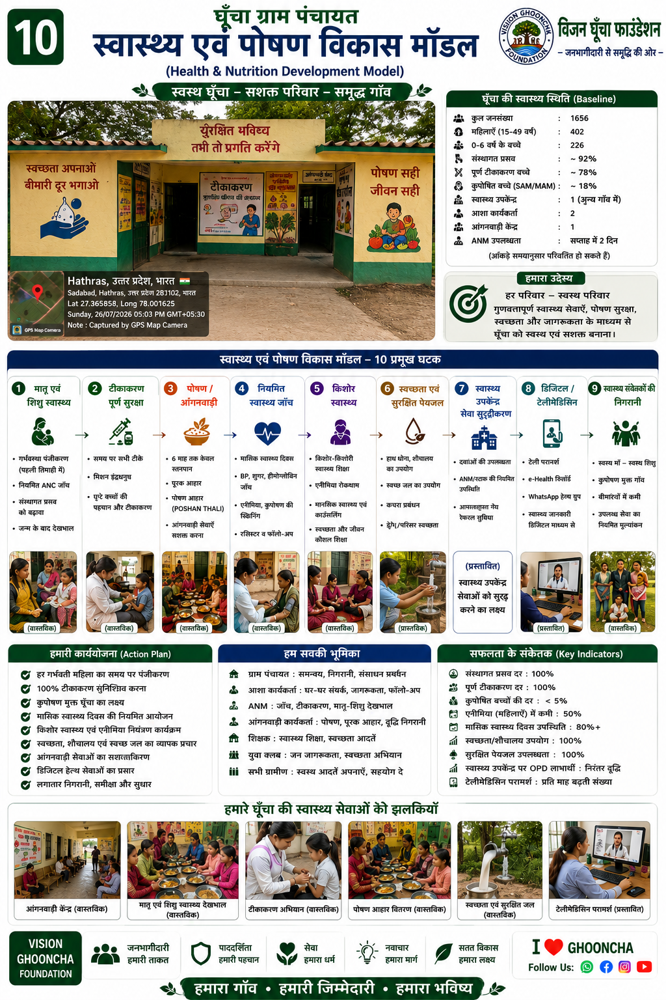 10
घूँचा ग्राम पंचायत
स्वास्थ्य एवं पोषण विकास मॉडल
(Health & Nutrition Development Model)
स्वस्थ घूँचा – सशक्त परिवार – समृद्ध गाँव
VISION GHOONCHA FOUNDATION
विजन घूँचा फाउंडेशन
– जनभागीदारी से समृद्धि की ओर –
सुरक्षित भविष्य
तभी तो प्रगति करेंगे
स्वच्छता अपनाओं
बीमारी दूर भगाओ
टीकाकरण
पोषण सही
जीवन सही
Hathras, उत्तर प्रदेश, भारत
Sadabad, Hathras, उत्तर प्रदेश 281102, भारत
Lat 27.365858, Long 78.001625
Sunday, 26/07/2026 05:03 PM GMT+05:30
Note : Captured by GPS Map Camera
GPS Map Camera
घूँचा की स्वास्थ्य स्थिति (Baseline)
कुल जनसंख्या : 1656
महिलाएँ (15-49 वर्ष) : 402
0-6 वर्ष के बच्चे : 226
संस्थागत प्रसव : ~ 92%
पूर्ण टीकाकरण वच्चे : ~ 78%
कुपोषित बच्चे (SAM/MAM) : ~ 18%
स्वास्थ्य उपकेंद्र : 1 (अन्य गाँव में)
आशा कार्यकर्ता : 2
आंगनवाड़ी केंद्र : 1
ANM उपलब्धता : सप्ताह में 2 दिन
(आँकड़े समयानुसार परिवर्तित हो सकते हैं)
हमारा उदेस्य
हर परिवार – स्वस्थ परिवार
गुणवत्तापूर्ण स्वास्थ्य सेवाएँ, पोषण सुरक्षा,
स्वच्छता और जागरूकता के माध्यम से
घूँचा को स्वस्थ एवं सशक्त बनाना।
स्वास्थ्य एवं पोषण विकास मॉडल – 10 प्रमुख घटक
1 मातृ एवं
शिशु स्वास्थ्य
• गर्भवस्था पंजीकरण
(पहली तिमाही में)
• नियमित ANC जाँच
• संस्थागत प्रसव
को बढ़ावा
• जन्म के बाद देखभाल
(वास्तविक)
2 टीकाकरण
पूर्ण सुरक्षा
• समय पर सभी टीके
• मिशन इंद्रधनुष
• छूटे बच्चों की
पहचान और टीकाकरण
(वास्तविक)
3 पोषण /
आंगनवाड़ी
• 6 माह तक केवल
स्तनपान
• पूरक आहार
• पोषण आहार
(POSHAN THALI)
• आंगनवाड़ी सेवाएँ
सशक्त करना
(वास्तविक)
4 नियमित
स्वास्थ्य जाँच
• मासिक स्वास्थ्य दिवस
• BP, शुगर, हीमोग्लोबिन
जाँच
• एनीमिया, कुपोषण की
स्क्रिनिंग
• रजिस्टर व फॉलो-अप
(वास्तविक)
5 किशोर
स्वास्थ्य
• किशोर-किशोरी
स्वास्थ्य शिक्षा
• एनीमिया रोकथाम
• मानसिक स्वास्थ्य एवं
काउंसलिंग
• स्वच्छता और जीवन
कौशल शिक्षा
(वास्तविक)
6 स्वच्छता एवं
सुरक्षित पेयजल
• हाथ धोना, शौचालय
का उपयोग
• स्वच्छ जल का उपयोग
• कचरा प्रबंधन
• /परिसर स्वच्छता
(प्रास्तविक)
7 स्वास्थ्य
उपकेंद्र
सेवा सुदृढ़ीकरण
• दवाओं की उपलब्धता
• ANM/स्टाफ की नियमित
उपस्थिति
• रेफरल सुविधा
(प्रस्तावित)
स्वास्थ्य उपकेंद्र
सेवाओं को सुदृढ़
करने का लक्ष्य
8 डिजिटल /
टेलीमेडिसिन
• टेली परामर्श
• e-Health रिकॉर्ड
• WhatsApp हेल्थ ग्रुप
• स्वास्थ्य जानकारी
डिजिटल माध्यम से
(प्रस्तावित)
9 स्वास्थ्य संकेतकों की
निगरानी
• स्वस्थ माँ – स्वस्थ शिशु
• कुपोषण मुक्त गाँव
• बीमारियों में कमी
• उपलब्ध सेवा का
नियमित मूल्यांकन
(वास्तविक)
हमारी कार्ययोजना (Action Plan)
हर गर्भवती महिला का समय पर पंजीकरण
100% टीकाकरण सुनिश्चित करना
कुपोषण मुक्त घूँचा का लक्ष्य
मासिक स्वास्थ्य दिवस की नियमित आयोजन
किशोर स्वास्थ्य एवं एनीमिया नियंत्रण कार्यक्रम
स्वच्छता, शौचालय एवं स्वच्छ जल का व्यापक प्रचार
आंगनवाड़ी सेवाओं का सशक्तिकरण
डिजिटल हेल्थ सेवाओं का प्रसार
लगातार निगरानी, समीक्षा और सुधार
हम सवकी भूमिका
ग्राम पंचायत : समन्वय, निगरानी, संसाधन प्रबंधन
आशा कार्यकर्ता : घर-घर संपर्क, जागरूकता, फॉलो-अप
ANM : जाँच, टीकाकरण, मातृ-शिशु देखभाल
आंगनवाड़ी कार्यकर्ता : पोषण, पूरक आहार, वृद्धि निगरानी
शिक्षक : स्वास्थ्य शिक्षा, स्वच्छता आदतें
युवा क्लब : जन जागरूकता, स्वच्छता अभियान
सभी ग्रामीण : स्वस्थ आदतें अपनाएँ, सहयोग दे
सफलता के संकेतक (Key Indicators)
संस्थागत प्रसव दर : 100%
पूर्ण टीकाकरण दर : 100%
कुपोषित बच्चों की दर : < 5%
एनीमिया (महिलाएँ) में कमी : 50%
मासिक स्वास्थ्य दिवस उपस्थिति : 80%+
स्वच्छता/शौचालय उपयोग : 100%
सुरक्षित पेयजल उपलब्धता : 100%
स्वास्थ्य उपकेंद्र पर OPD लाभार्थी : निरंतर वृद्धि
टेलीमेडिसिन परामर्श : प्रति माह बढ़ती संख्या
हमारे घूँचा की स्वास्थ्य सेवाओं की झलकियाँ
आंगनवाड़ी केंद्र (वास्तविक)
मातृ एवं शिशु स्वास्थ्य देखभाल
(वास्तविक)
टीकाकरण अभियान (वास्तविक)
पोषण आहार वितरण (वास्तविक)
स्वच्छता एवं सुरक्षित जल
(वास्तविक)
टेलीमेडिसिन परामर्श (प्रस्तावित)
VISION
GHOONCHA
FOUNDATION
जनभागीदारी
हमारी ताकत
पादर्लिता
हमारी पहचान
सेवा
हमारा धर्म
नवाचार
हमारा मार्ग
सतत विकास
हमारा लक्ष्य
I GHOONCHA
Follow Us:
हमारा गाँव • हमारी जिम्मेदारी • हमारा भविष्य